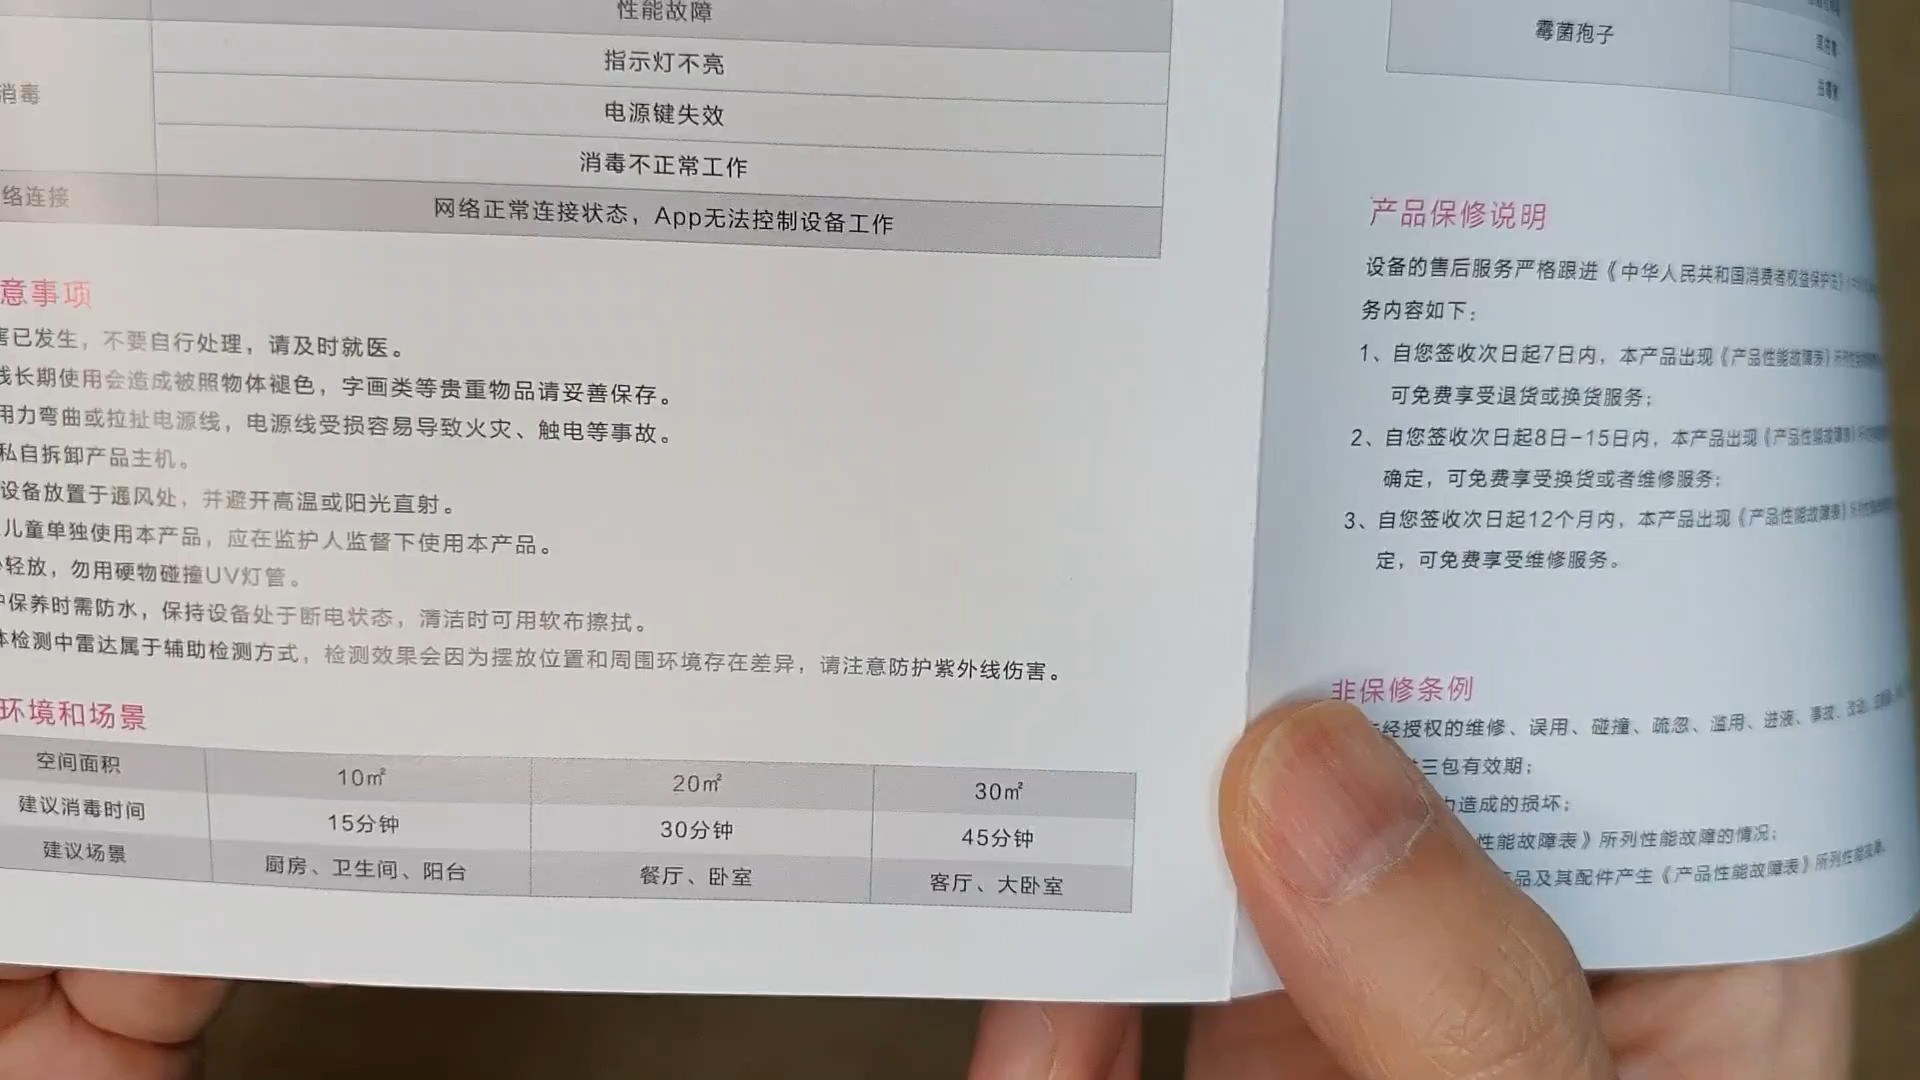 性能故障
消毒
指示灯不亮
电源键失效
消毒不正常工作
络连接
网络正常连接状态，App无法控制设备工作
意事项
害已发生，不要自行处理，请及时就医。
线长期使用会造成被照物体褪色，字画类等贵重物品请妥善保存。
用力弯曲或拉扯电源线，电源线受损容易导致火灾、触电等事故。
私自拆卸产品主机。
设备放置于通风处，并避开高温或阳光直射。
儿童单独使用本产品，应在监护人监督下使用本产品。
轻放，勿用硬物碰撞UV灯管。
保养时需防水，保持设备处于断电状态，清洁时可用软布擦拭。
体检测中雷达属于辅助检测方式，检测效果会因为摆放位置和周围环境存在差异，请注意防护紫外线伤害。
环境和场景
空间面积 10㎡ 20㎡ 30㎡
建议消毒时间 15分钟 30分钟 45分钟
建议场景 厨房、卫生间、阳台 餐厅、卧室 客厅、大卧室
霉菌孢子
产品保修说明
设备的售后服务严格跟进《中华人民共和国消费者权益保护法》
务内容如下：
1、自您签收次日起7日内，本产品出现《产品性能故障表》所列性能
可免费享受退货或换货服务；
2、自您签收次日起8日-15日内，本产品出现《产品性能故障表》
确定，可免费享受换货或者维修服务；
3、自您签收次日起12个月内，本产品出现《产品性能故障表》
定，可免费享受维修服务。
非保修条例
经授权的维修、误用、碰撞、疏忽、滥用、进液、事故、改动、
三包有效期；
力造成的损坏；
性能故障表》所列性能故障的情况；
产品及其配件产生《产品性能故障表》所列性能故障